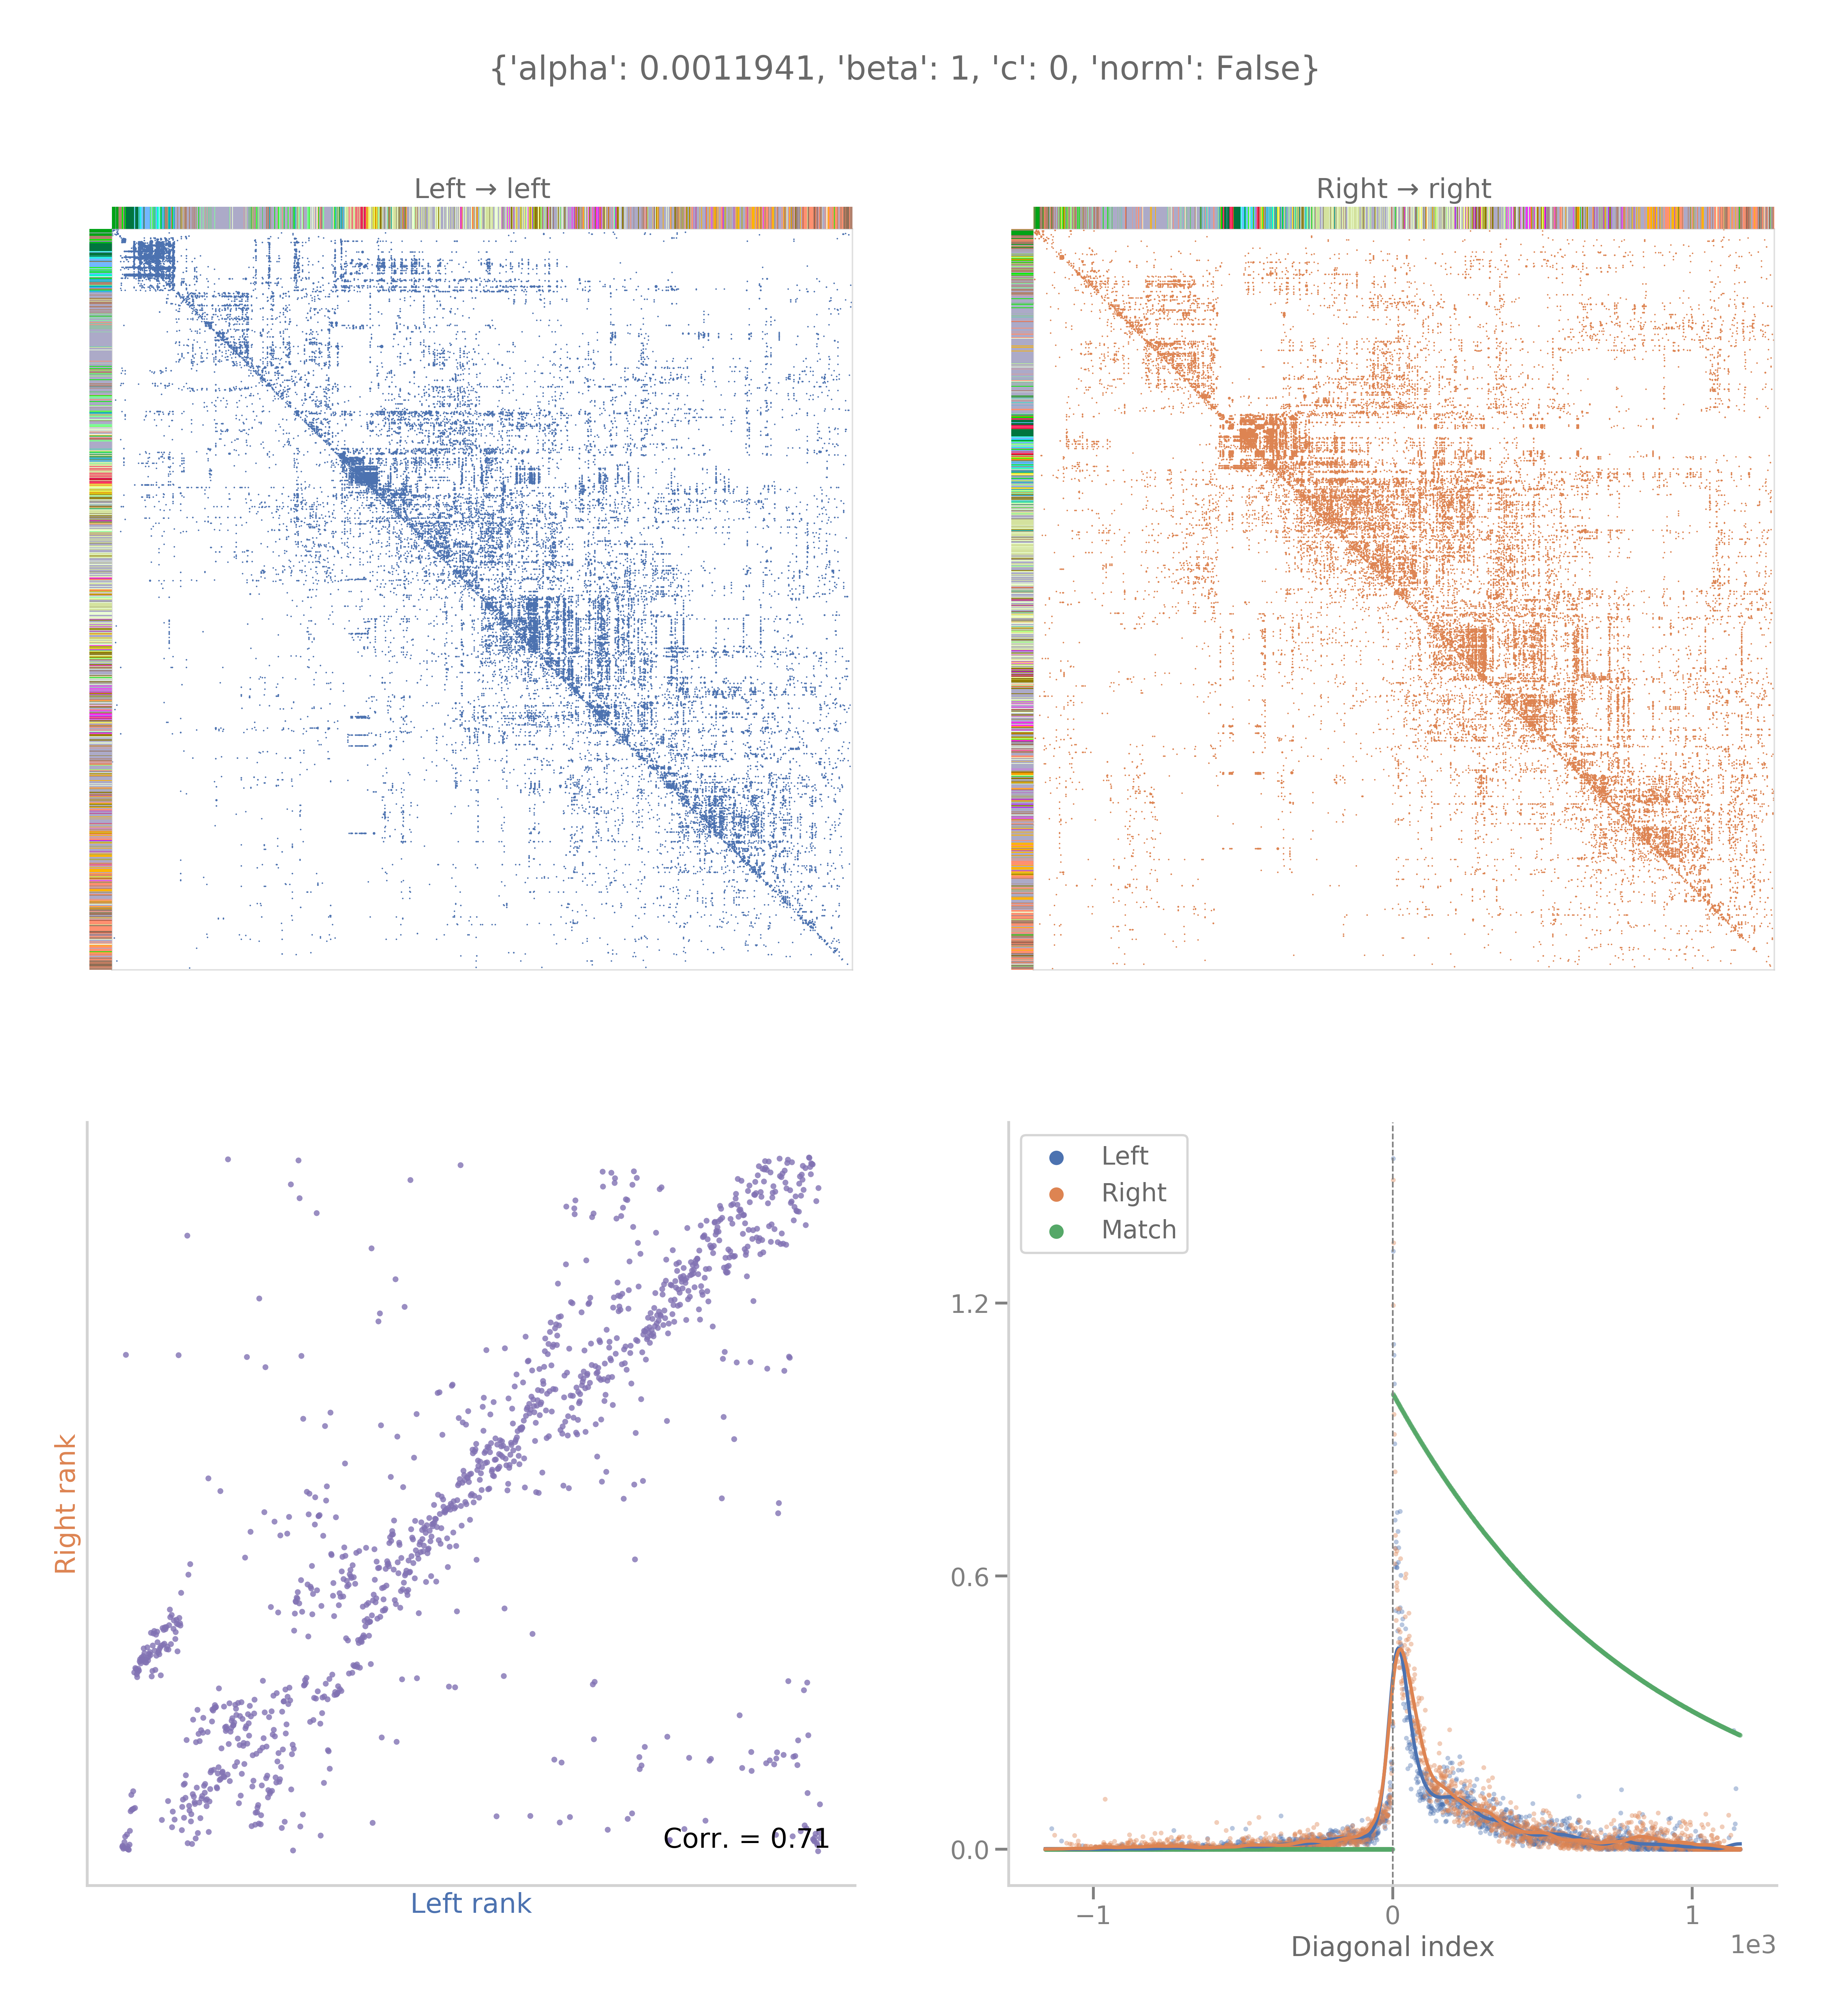 {'alpha': 0.0011941, 'beta': 1, 'c': 0, 'norm': False}
Left → left
Right → right
Right rank
Corr. = 0.71
Left rank
Left
Right
Match
1.2
0.6
0.0
−1
0
1
Diagonal index
1e3